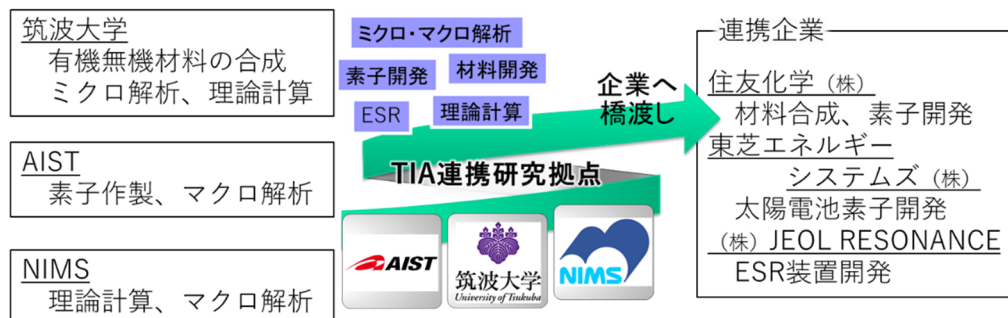 筑波大学
有機無機材料の合成
ミクロ解析、理論計算
AIST
素子作製、マクロ解析
NIMS
理論計算、マクロ解析
ミクロ・マクロ解析
素子開発
材料開発
ESR
理論計算
企業へ
橋渡し
TIA連携研究拠点
AIST
筑波大学
University of Tsukuba
NIMS
連携企業
住友化学（株）
材料合成、素子開発
東芝エネルギー
システムズ（株）
太陽電池素子開発
（株）JEOL RESONANCE
ESR装置開発